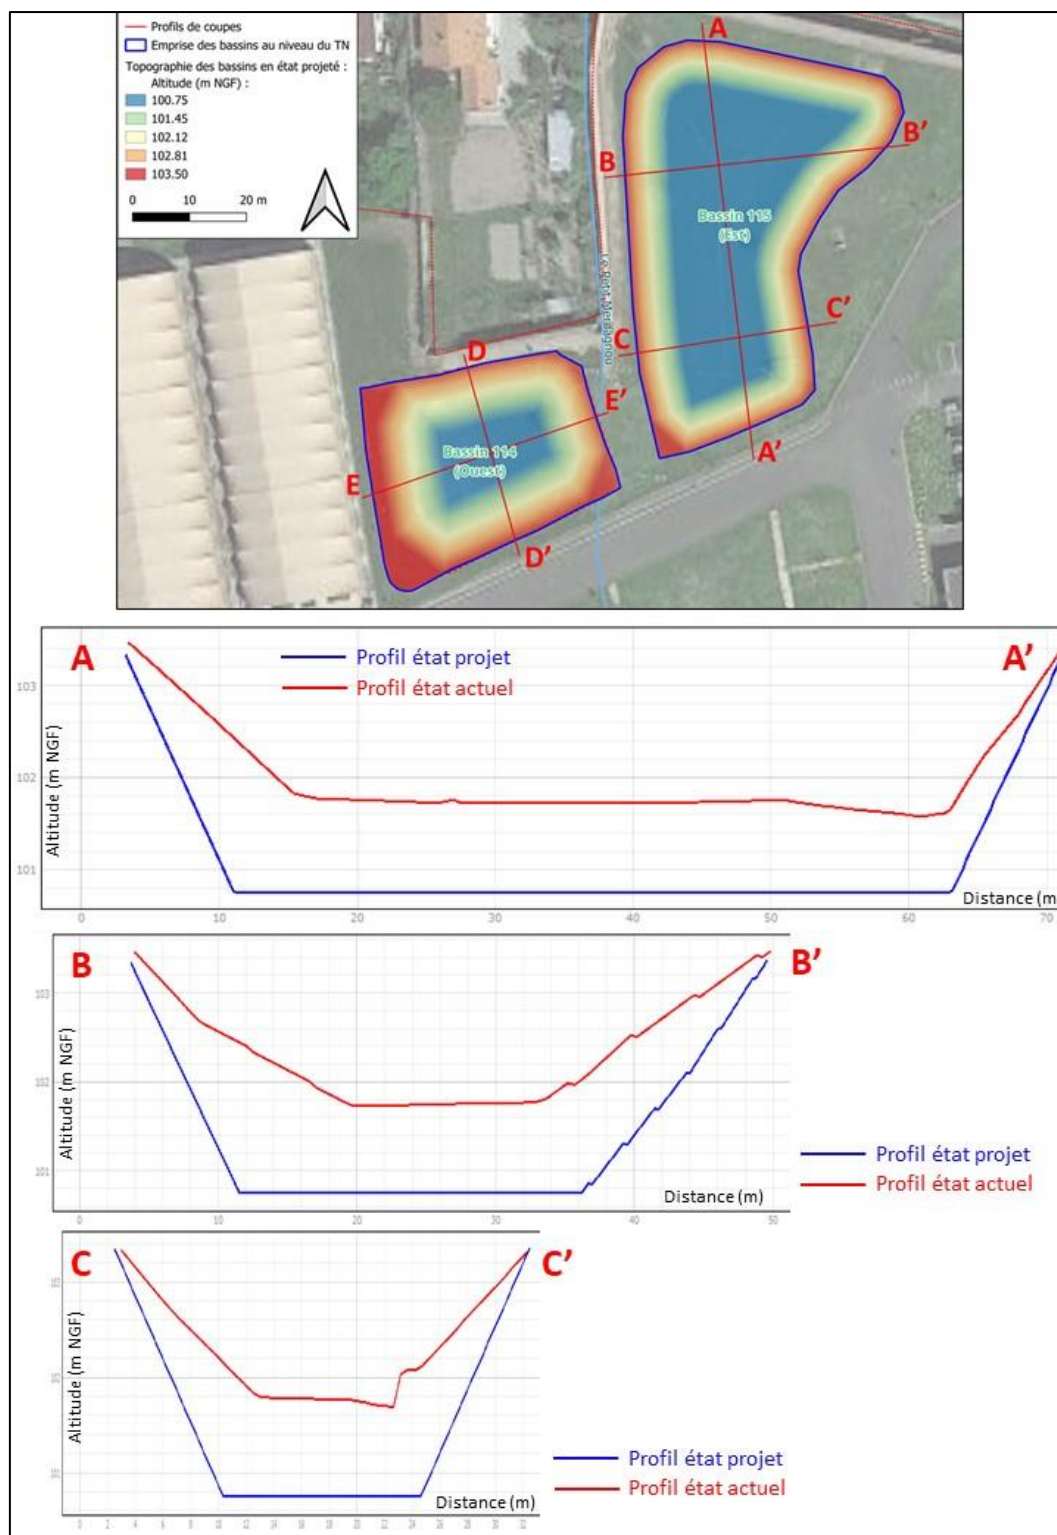 Profils de coupes
Emprise des bassins au niveau du TN
Topographie des bassins en état projeté :
Altitude (m NGF) :
100.75
101.45
102.12
102.81
103.50
0 10 20 m
A
B B'
Bassin 115
(Est)
C C'
A'
D
E'
Bassin 114
(Ouest)
E
D'
A A'
Profil état projet
Profil état actuel
Altitude (m NGF)
103
102
101
0 10 20 30 40 50 60 70
Distance (m
B B'
Altitude (m NGF)
103
102
101
Distance (m)
0 10 20 30 40 50
Profil état projet
Profil état actuel
C C'
Altitude (m NGF)
Distance (m)
Profil état projet
Profil état actuel